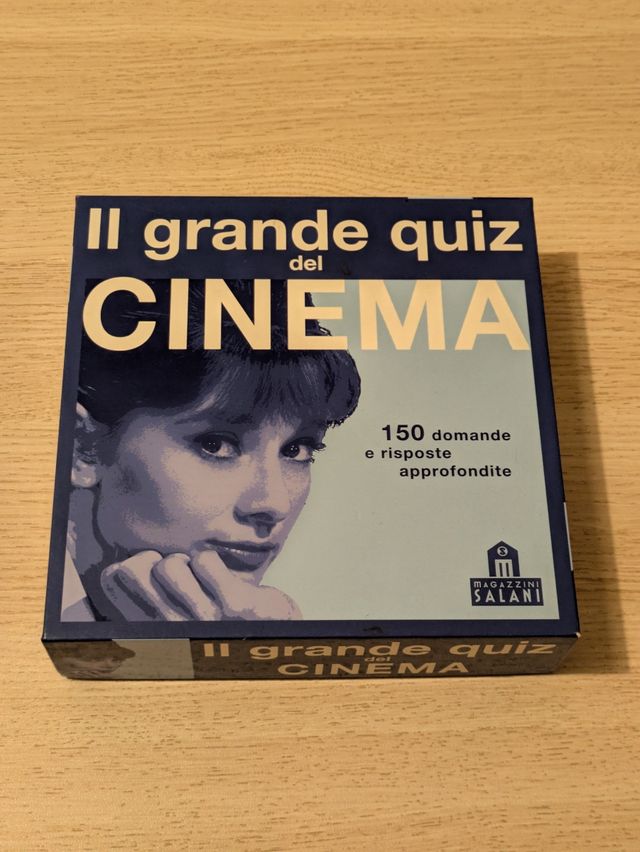 Il grande quiz
del
CINEMA
150 domande
e risposte
approfondite
S
M
MAGAZZINI
SALANI
Il grande quiz
del
CINEMA